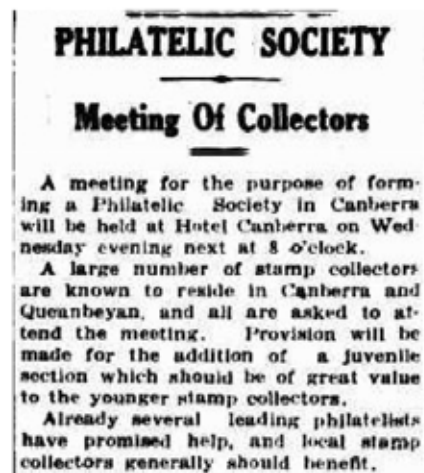 PHILATELIC SOCIETY
Meeting Of Collectors
A meeting for the purpose of form-
ing a Philatelic Society in Canberra
will be held at Hotel Canberra on Wed
nesday evening next at 8 o'clock.
A large number of stamp collectors
are known to reside in Canberra and
Queanbeyan, and all are asked to at-
tend the meeting. Provision will be
made for the addition of a juvenile
section which should be of great value
to the younger stamp collectors.
Already several leading philatelists
have promised help, and local stamp
collectors generally should benefit.